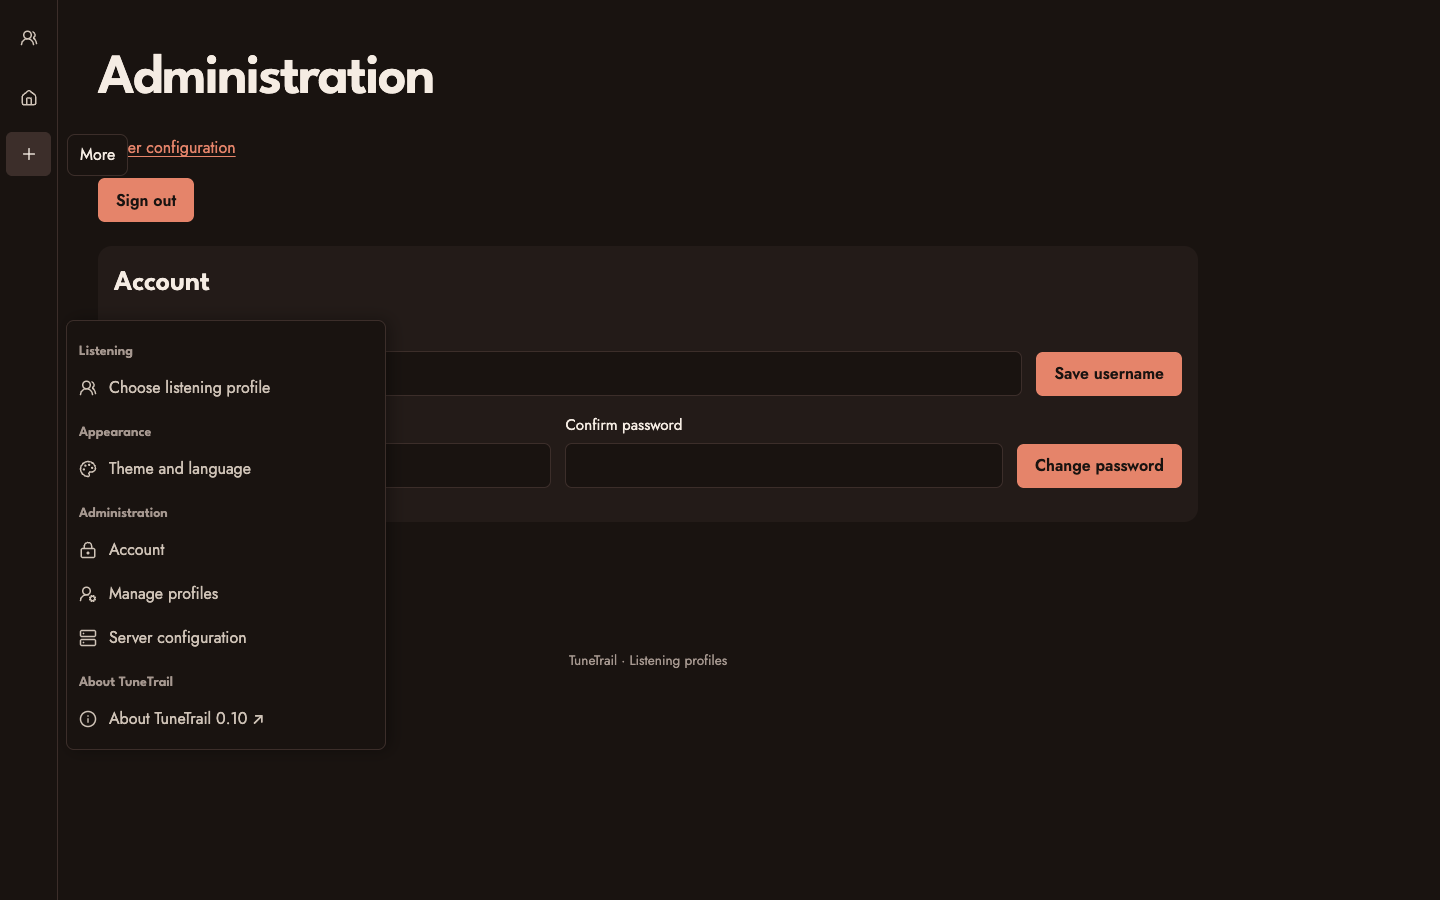 Administration
More
er configuration
Sign out
Account
Listening
Choose listening profile
Save username
Appearance
Confirm password
Theme and language
Change password
Administration
Account
Manage profiles
Server configuration
TuneTrail · Listening profiles
About TuneTrail
About TuneTrail 0.10 ↗